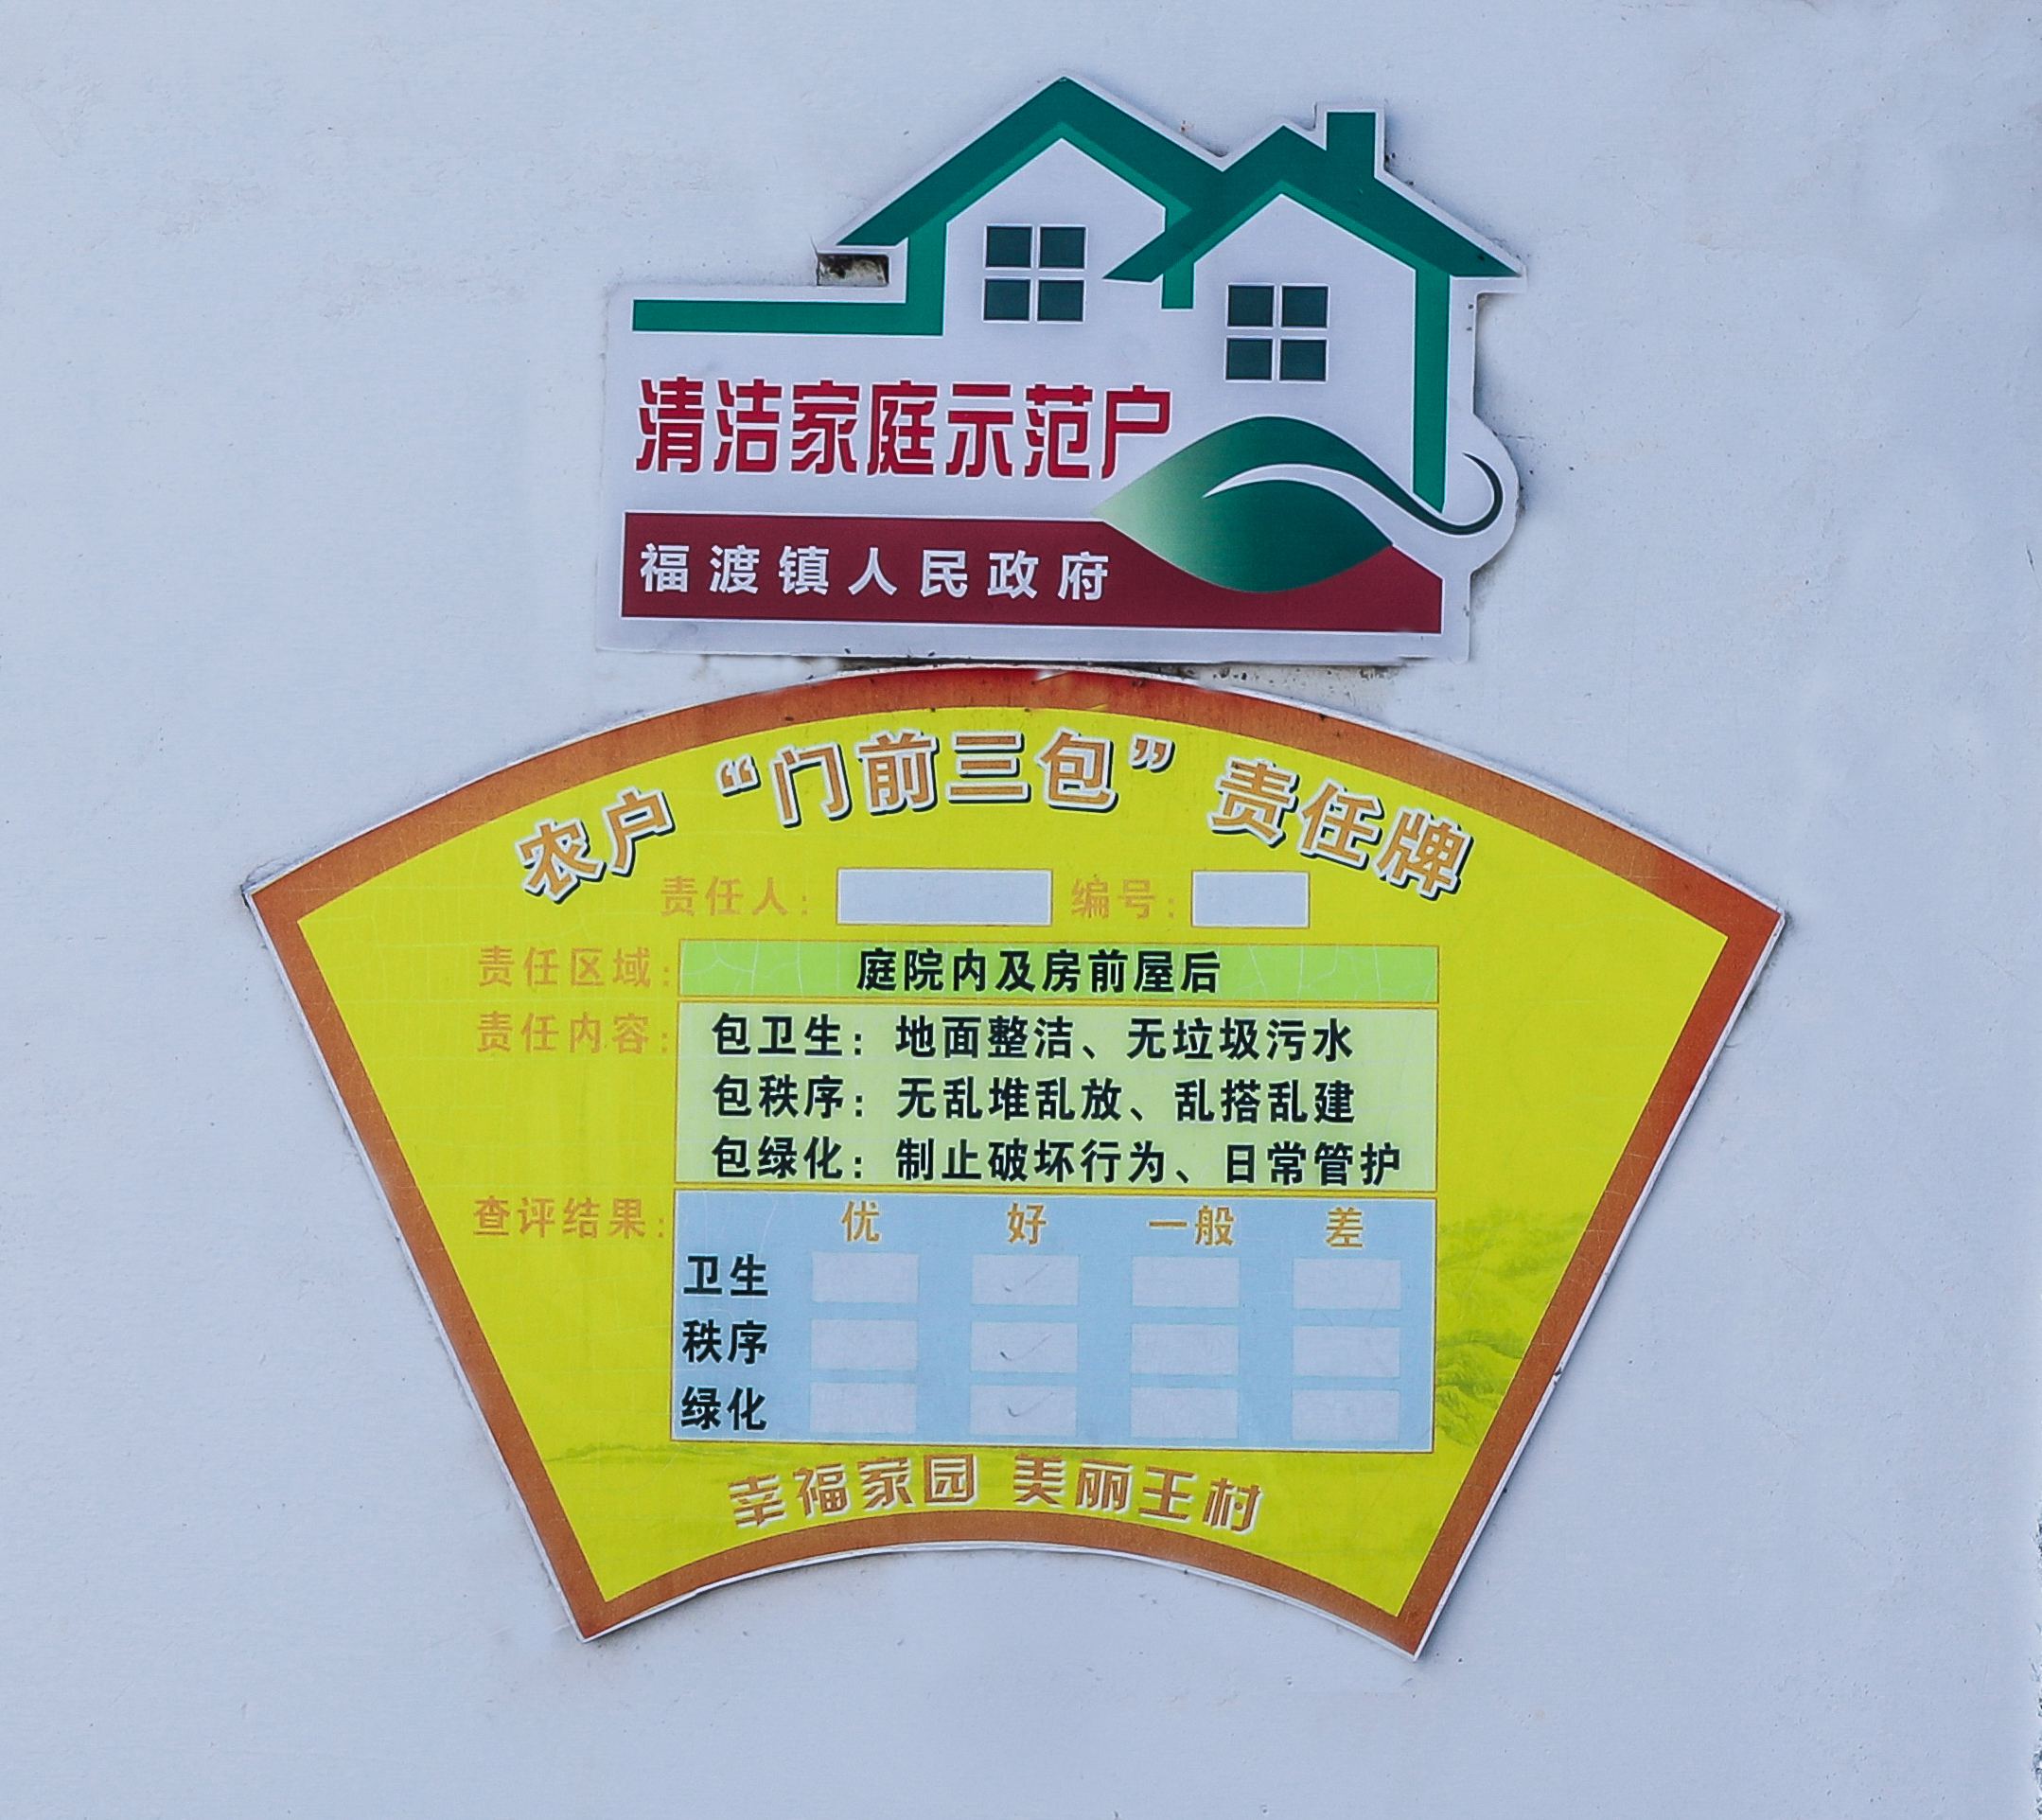 清洁家庭示范户
福渡镇人民政府
农户“门前三包”责任牌
责任人： 编号：
责任区域： 庭院内及房前屋后
责任内容： 包卫生：地面整洁、无垃圾污水
包秩序：无乱堆乱放、乱搭乱建
包绿化：制止破坏行为、日常管护
查评结果： 优 好 一般 差
卫生 ✓
秩序 ✓
绿化 ✓
幸福家园 美丽王村